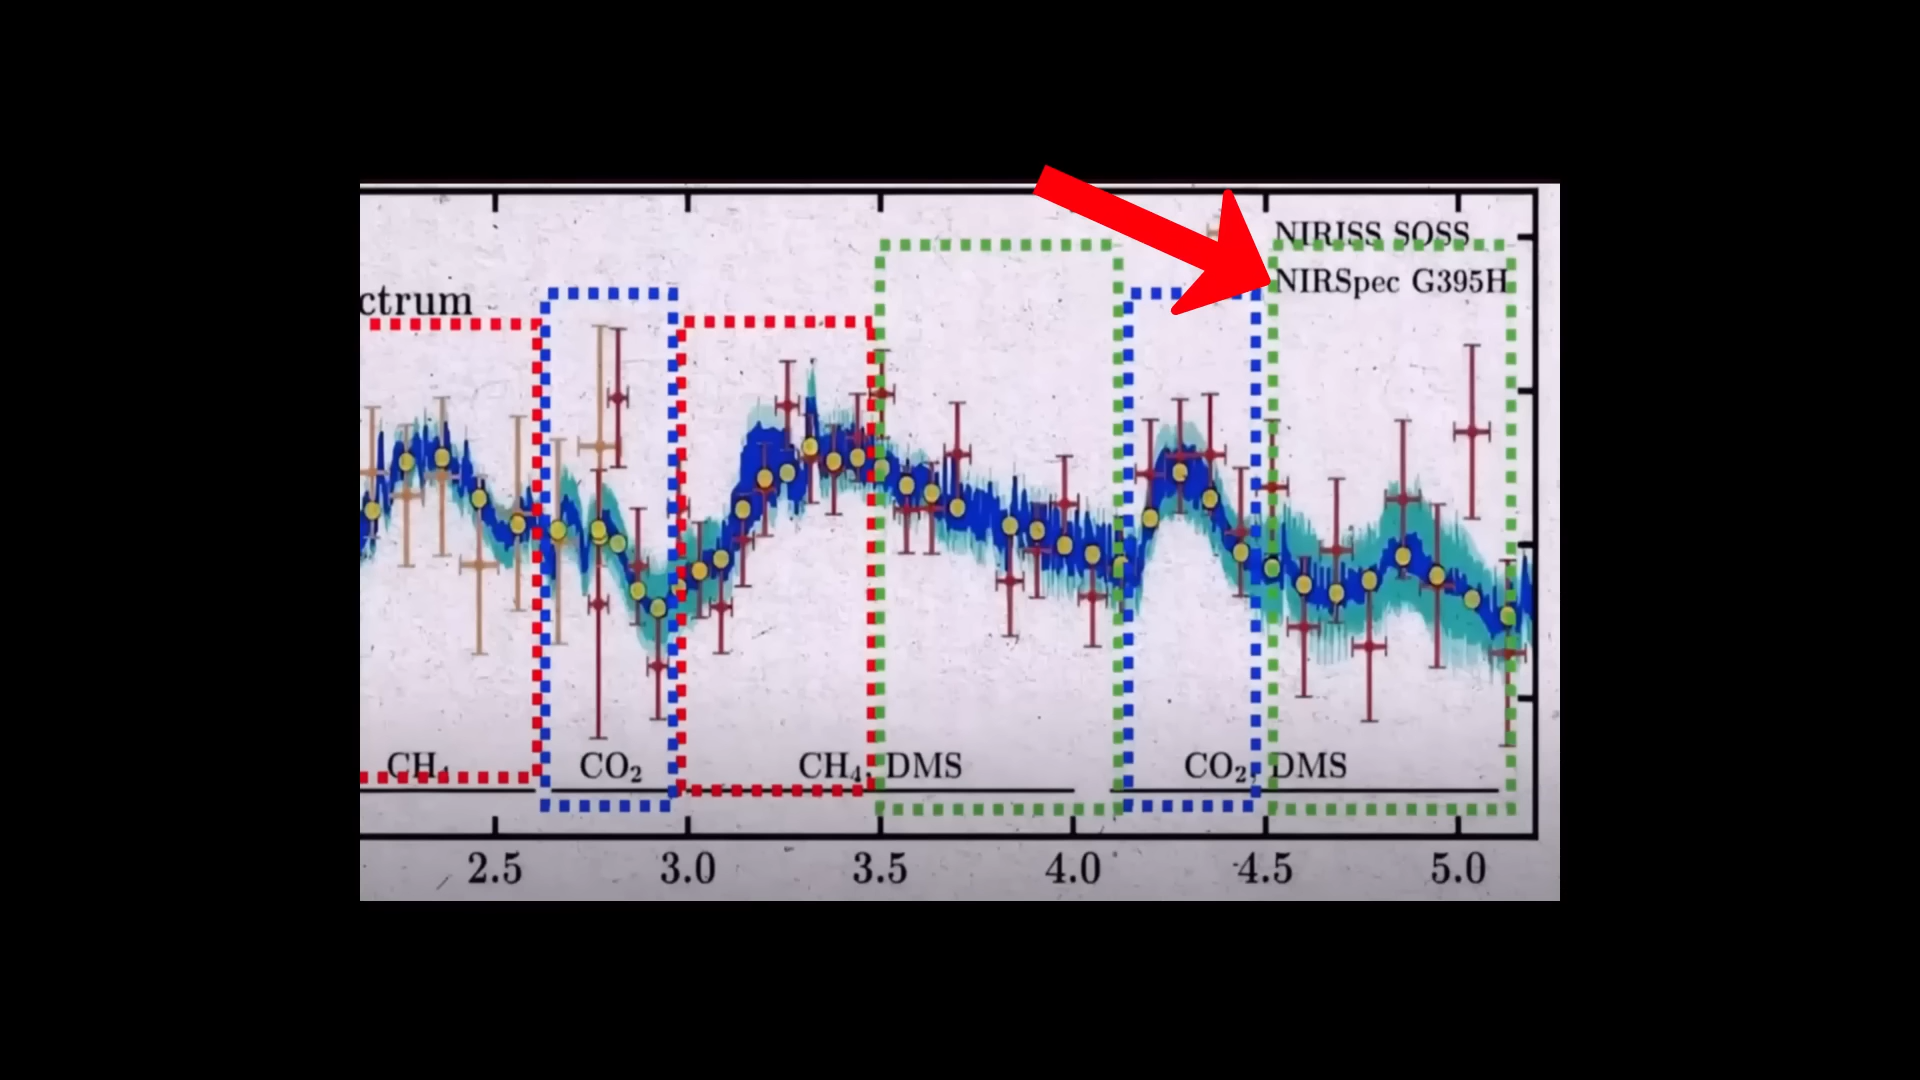 NIRISS SOSS
NIRSpec G395H
ctrum
CH₄
CO₂
CH₄, DMS
CO₂, DMS
2.5
3.0
3.5
4.0
4.5
5.0